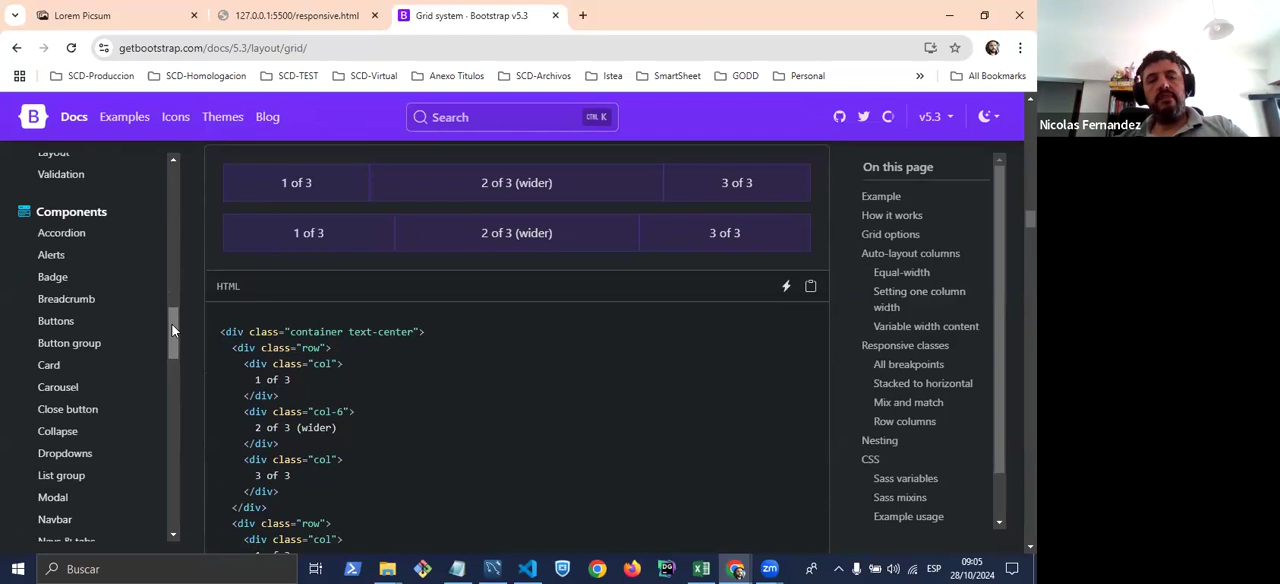 Lorem Picsum
127.0.0.1:5500/responsive.html
Grid system · Bootstrap v5.3
getbootstrap.com/docs/5.3/layout/grid/
SCD-Produccion
SCD-Homologacion
SCD-TEST
SCD-Virtual
Anexo Titulos
SCD-Archivos
Istea
SmartSheet
GODD
Personal
»
All Bookmarks
B
Docs
Examples
Icons
Themes
Blog
Search
CTRL K
v5.3
Layout
Validation
Components
Accordion
Alerts
Badge
Breadcrumb
Buttons
Button group
Card
Carousel
Close button
Collapse
Dropdowns
List group
Modal
Navbar
Navs & tabs
1 of 3
2 of 3 (wider)
3 of 3
1 of 3
2 of 3 (wider)
3 of 3
HTML
<div class="container text-center">
<div class="row">
<div class="col">
1 of 3
</div>
<div class="col-6">
2 of 3 (wider)
</div>
<div class="col">
3 of 3
</div>
</div>
<div class="row">
<div class="col">
On this page
Example
How it works
Grid options
Auto-layout columns
Equal-width
Setting one column
width
Variable width content
Responsive classes
All breakpoints
Stacked to horizontal
Mix and match
Row columns
Nesting
CSS
Sass variables
Sass mixins
Example usage
Nicolas Fernandez
Buscar
zm
ESP
09:05
28/10/2024